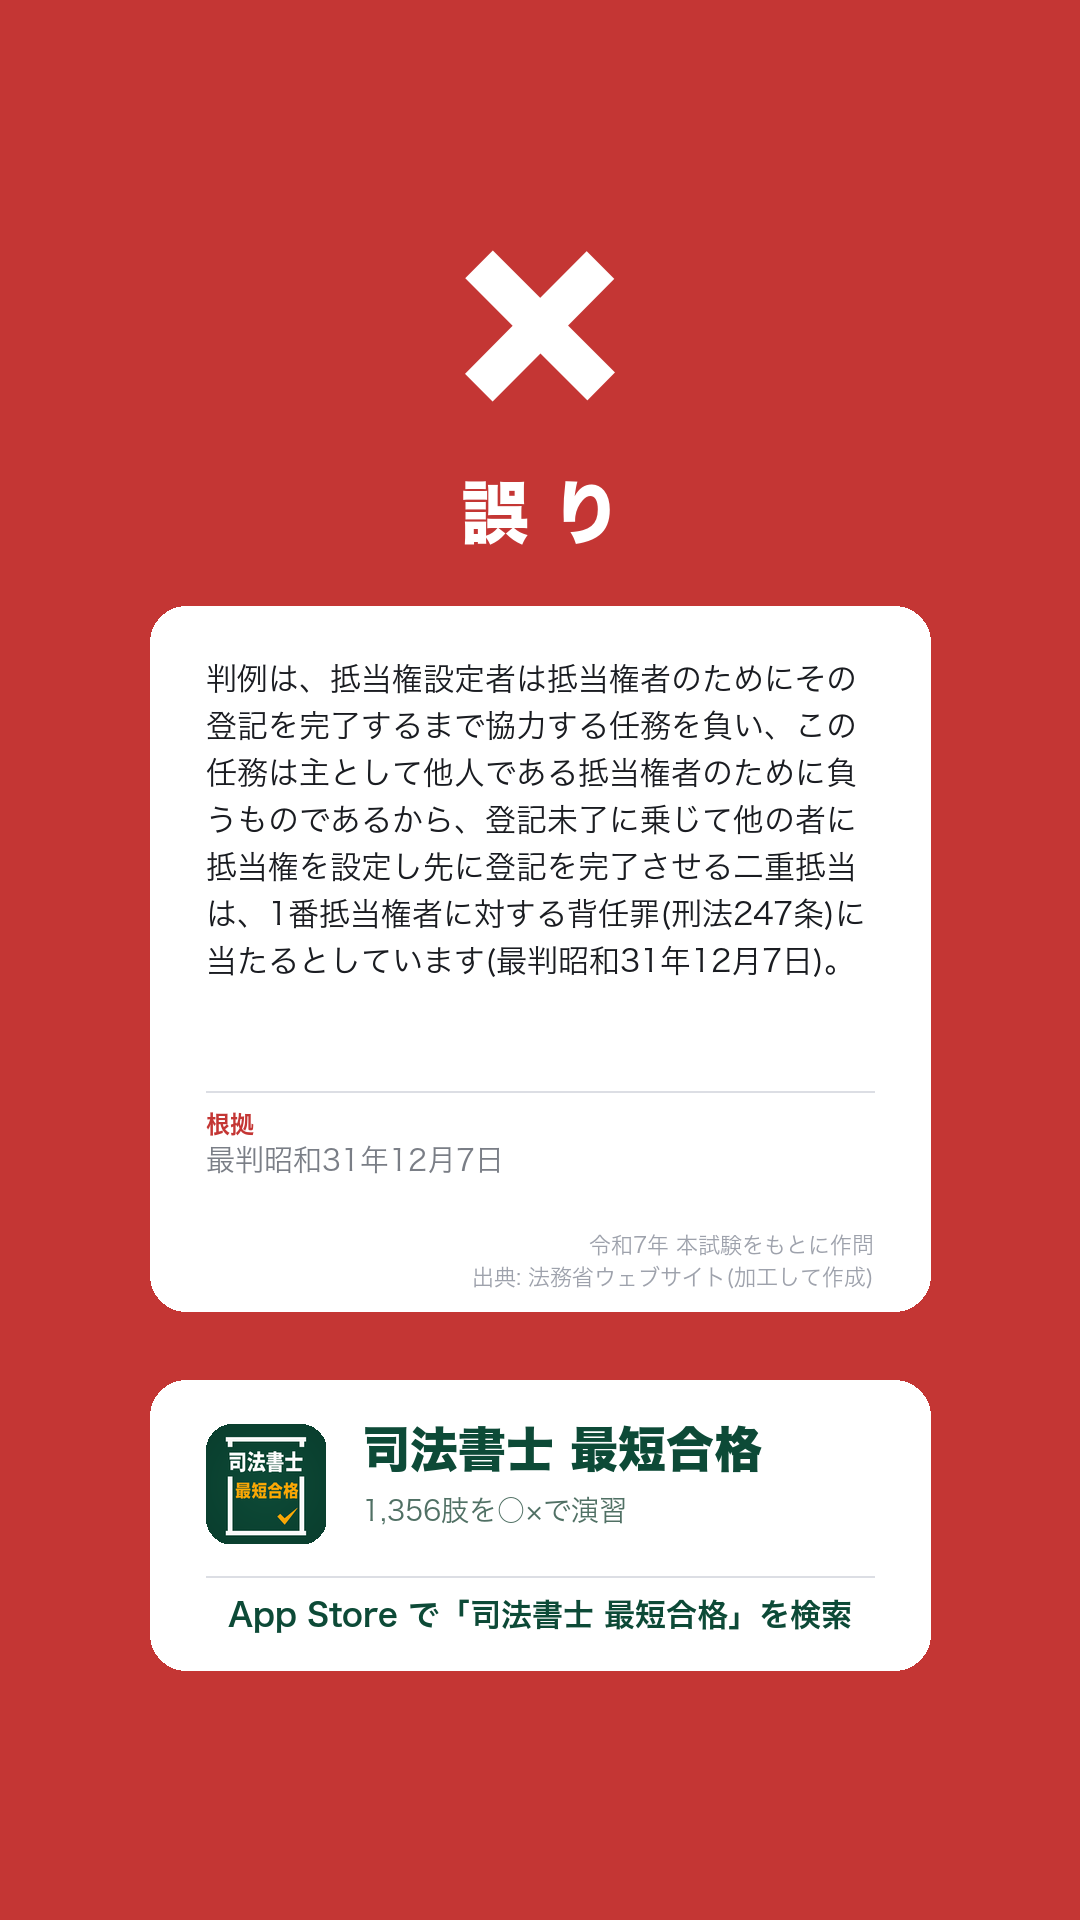 ×
誤り
判例は、抵当権設定者は抵当権者のためにその
登記を完了するまで協力する任務を負い、この
任務は主として他人である抵当権者のために負
うものであるから、登記未了に乗じて他の者に
抵当権を設定し先に登記を完了させる二重抵当
は、1番抵当権者に対する背任罪(刑法247条)に
当たるとしています(最判昭和31年12月7日)。
根拠
最判昭和31年12月7日
令和7年 本試験をもとに作問
出典: 法務省ウェブサイト(加工して作成)
司法書士
最短合格
司法書士 最短合格
1,356肢を○×で演習
App Store で「司法書士 最短合格」を検索